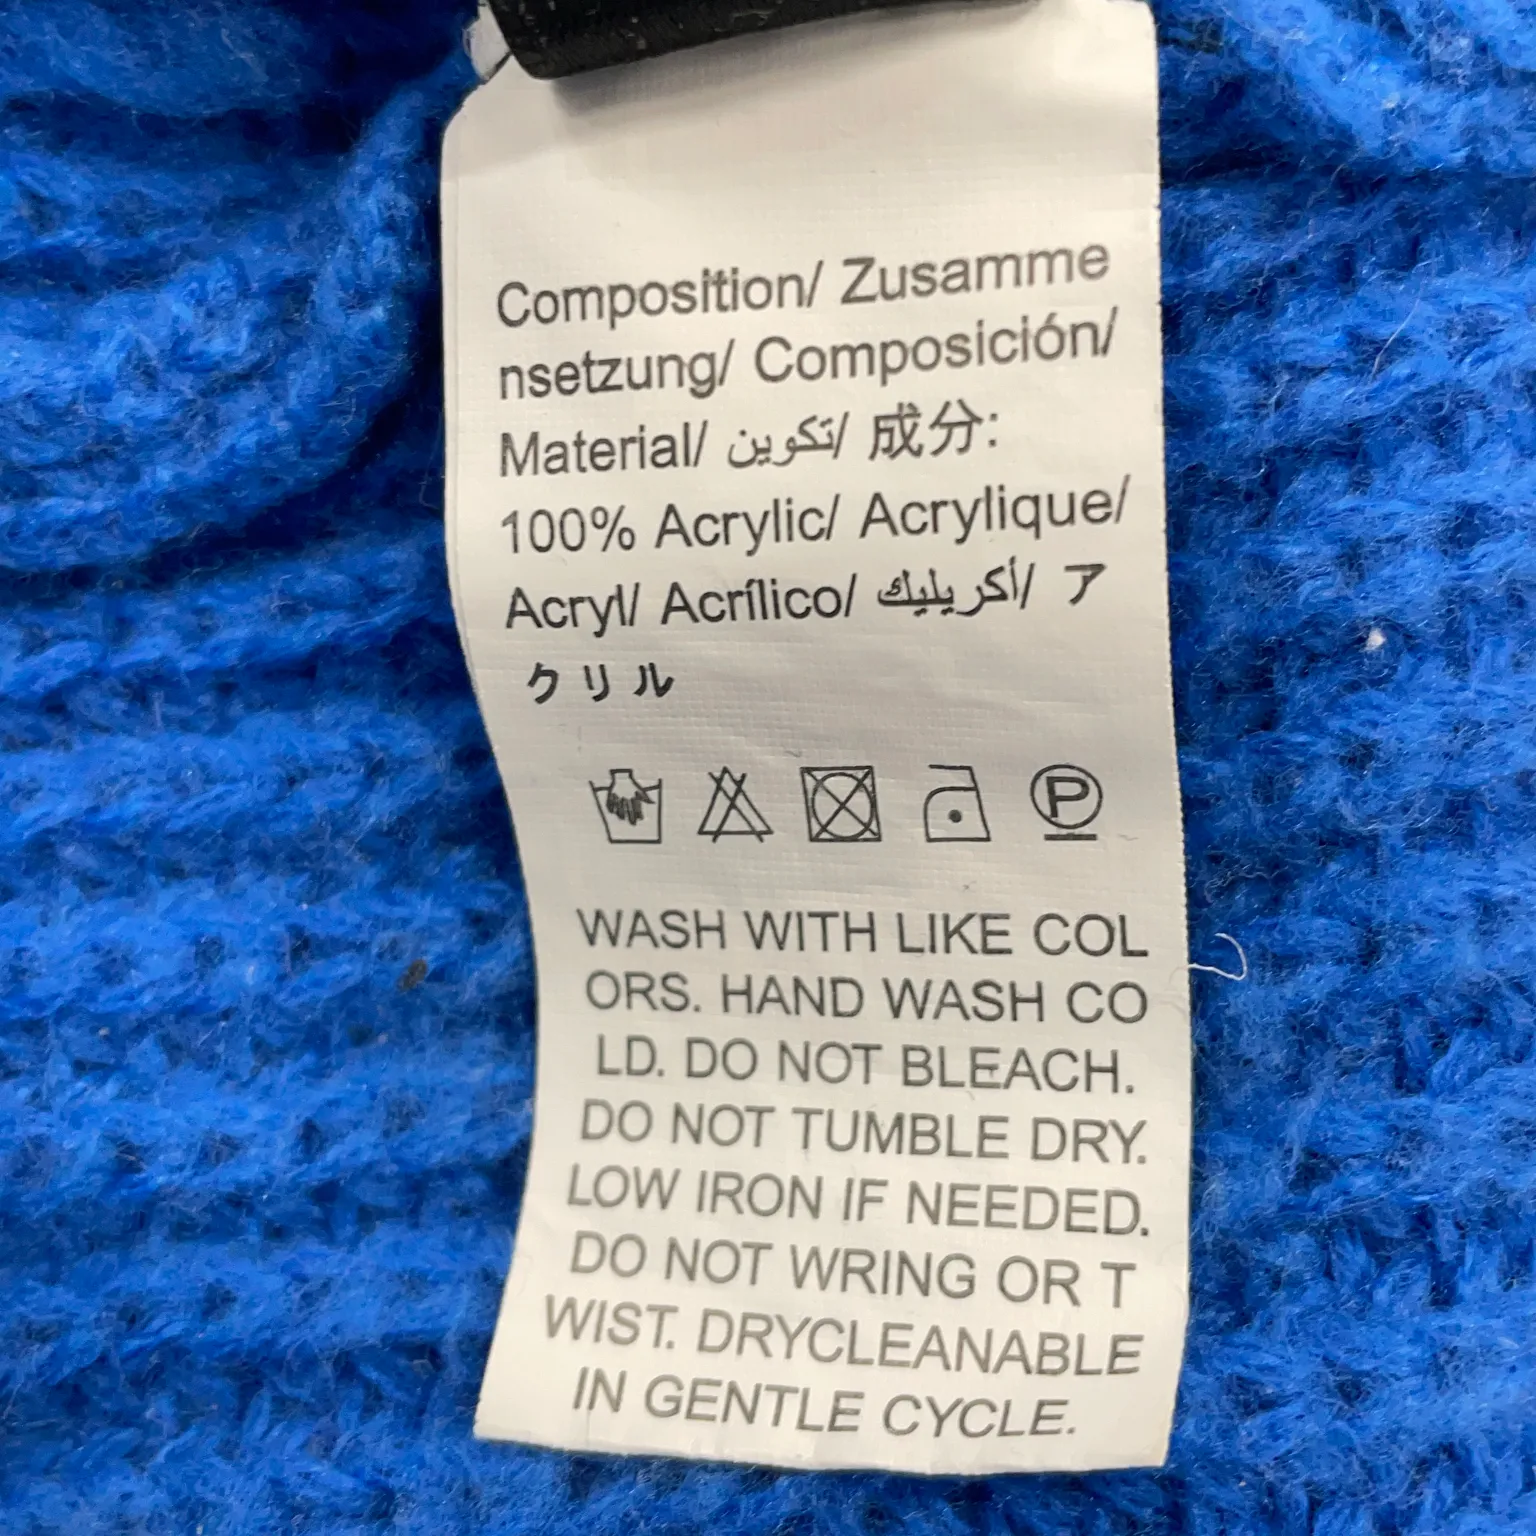 Composition/ Zusamme
nsetzung/ Composición/
Material/ تكوين/ 成分:
100% Acrylic/ Acrylique/
Acryl/ Acrílico/ أكريليك/ ア
クリル
P
WASH WITH LIKE COL
ORS. HAND WASH CO
LD. DO NOT BLEACH.
DO NOT TUMBLE DRY.
LOW IRON IF NEEDED.
DO NOT WRING OR T
WIST. DRYCLEANABLE
IN GENTLE CYCLE.